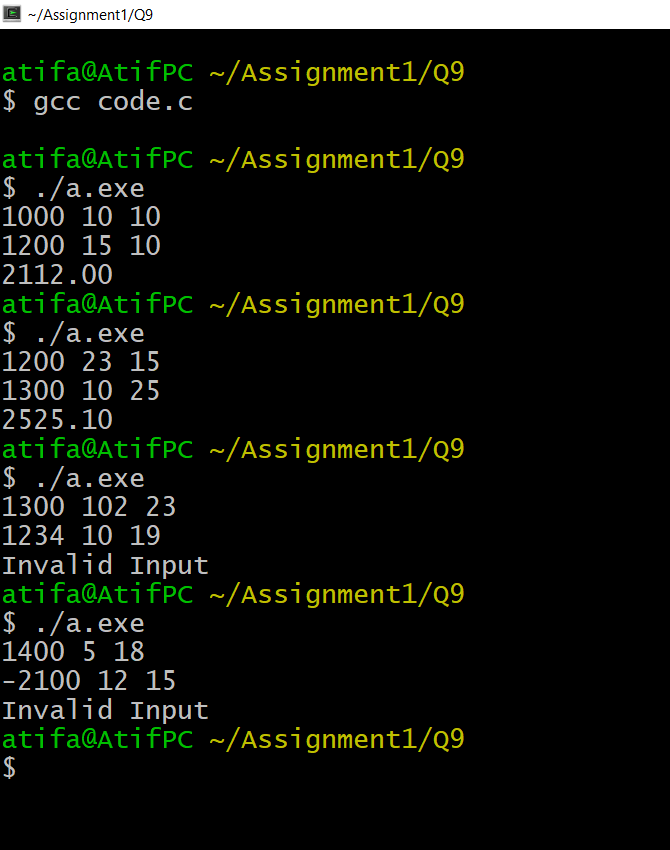 ~/Assignment1/Q9
atifa@AtifPC ~/Assignment1/Q9
$ gcc code.c
atifa@AtifPC ~/Assignment1/Q9
$ ./a.exe
1000 10 10
1200 15 10
2112.00
atifa@AtifPC ~/Assignment1/Q9
$ ./a.exe
1200 23 15
1300 10 25
2525.10
atifa@AtifPC ~/Assignment1/Q9
$ ./a.exe
1300 102 23
1234 10 19
Invalid Input
atifa@AtifPC ~/Assignment1/Q9
$ ./a.exe
1400 5 18
-2100 12 15
Invalid Input
atifa@AtifPC ~/Assignment1/Q9
$